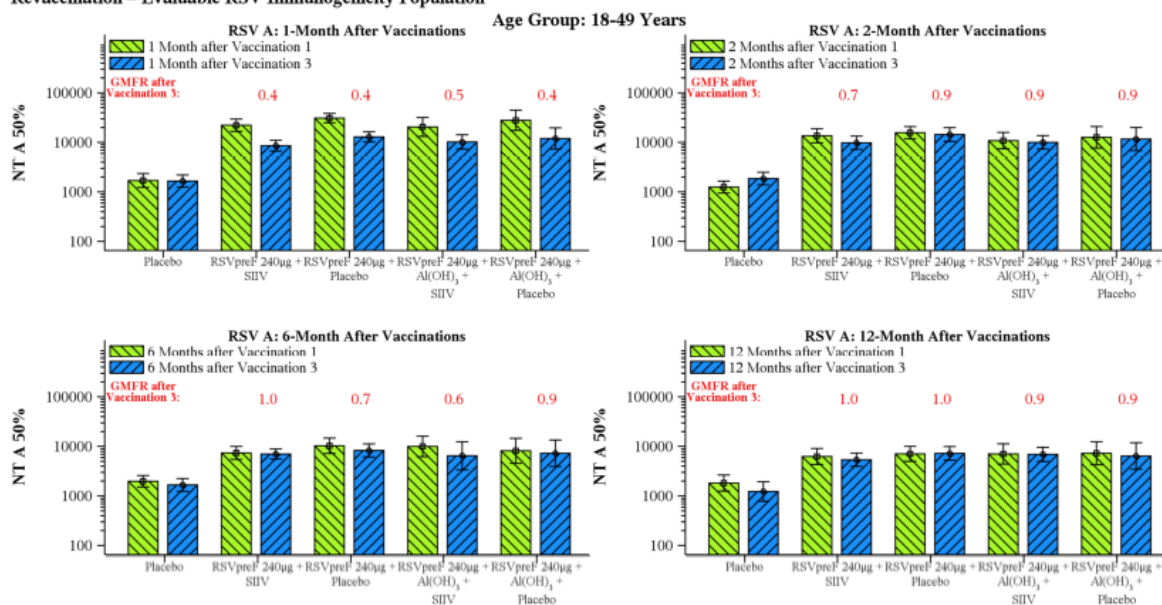 Revaccination – Evaluable RSV Immunogenicity Population
Age Group: 18-49 Years
RSV A: 1-Month After Vaccinations
1 Month after Vaccination 1
1 Month after Vaccination 3
GMFR after
Vaccination 3:
0.4 0.4 0.5 0.4
NT A 50%
100000
10000
1000
100
Placebo
RSVpreF 240μg +
SIIV
RSVpreF 240μg +
Placebo
RSVpreF 240μg +
Al(OH)3 +
SIIV
RSVpreF 240μg +
Al(OH)3 +
Placebo
RSV A: 2-Month After Vaccinations
2 Months after Vaccination 1
2 Months after Vaccination 3
GMFR after
Vaccination 3:
0.7 0.9 0.9 0.9
NT A 50%
100000
10000
1000
100
Placebo
RSVpreF 240μg +
SIIV
RSVpreF 240μg +
Placebo
RSVpreF 240μg +
Al(OH)3 +
SIIV
RSVpreF 240μg +
Al(OH)3 +
Placebo
RSV A: 6-Month After Vaccinations
6 Months after Vaccination 1
6 Months after Vaccination 3
GMFR after
Vaccination 3:
1.0 0.7 0.6 0.9
NT A 50%
100000
10000
1000
100
Placebo
RSVpreF 240μg +
SIIV
RSVpreF 240μg +
Placebo
RSVpreF 240μg +
Al(OH)3 +
SIIV
RSVpreF 240μg +
Al(OH)3 +
Placebo
RSV A: 12-Month After Vaccinations
12 Months after Vaccination 1
12 Months after Vaccination 3
GMFR after
Vaccination 3:
1.0 1.0 0.9 0.9
NT A 50%
100000
10000
1000
100
Placebo
RSVpreF 240μg +
SIIV
RSVpreF 240μg +
Placebo
RSVpreF 240μg +
Al(OH)3 +
SIIV
RSVpreF 240μg +
Al(OH)3 +
Placebo